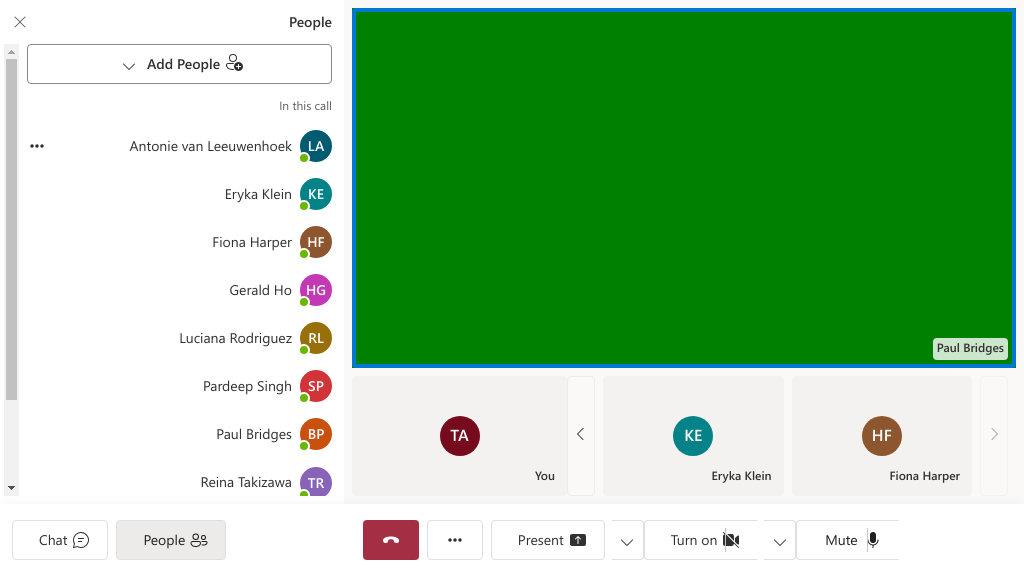 People
Add People
In this call
Antonie van Leeuwenhoek LA
Eryka Klein KE
Fiona Harper HF
Gerald Ho HG
Luciana Rodriguez RL
Pardeep Singh SP
Paul Bridges BP
Reina Takizawa TR
Paul Bridges
TA
You
KE
Eryka Klein
HF
Fiona Harper
Chat
People
Present
Turn on
Mute